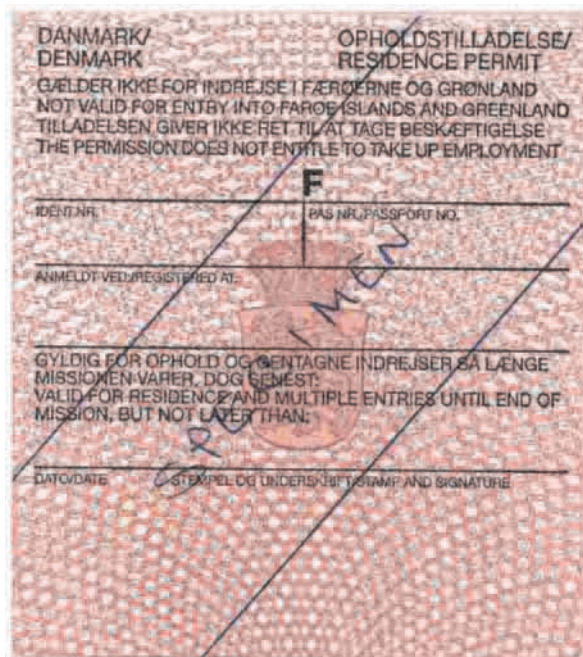 DANMARK/ OPHOLDSTILLADELSE/
DENMARK RESIDENCE PERMIT
GÆLDER IKKE FOR INDREJSE I FÆRØERNE OG GRØNLAND
NOT VALID FOR ENTRY INTO FAROE ISLANDS AND GREENLAND
TILLADELSEN GIVER IKKE RET TIL AT TAGE BESKÆFTIGELSE
THE PERMISSION DOES NOT ENTITLE TO TAKE UP EMPLOYMENT
F
IDENT.NR. PAS NR./PASSPORT NO.
ANMELDT VED:/REGISTERED AT:
SPECIMEN
GYLDIG FOR OPHOLD OG GENTAGNE INDREJSER SÅ LÆNGE
MISSIONEN VARER, DOG SENEST:
VALID FOR RESIDENCE AND MULTIPLE ENTRIES UNTIL END OF
MISSION, BUT NOT LATER THAN:
DATO/DATE STEMPEL OG UNDERSKRIFT/STAMP AND SIGNATURE